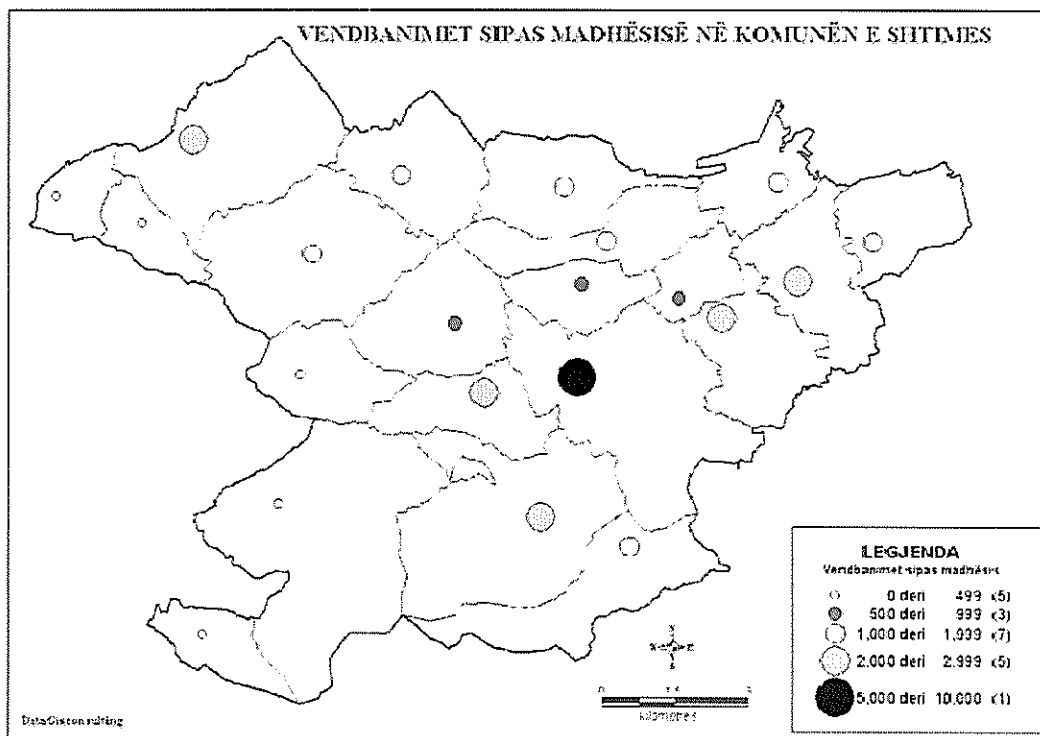 VENDBANIMET SIPAS MADHËSISË NË KOMUNËN E SHTIMES
LEGJENDA
Vendbanimet sipas madhësis
0 deri 499 (5)
500 deri 999 (3)
1,000 deri 1,999 (7)
2,000 deri 2,999 (5)
5,000 deri 10,000 (1)
kilometres
DataGisconsulting